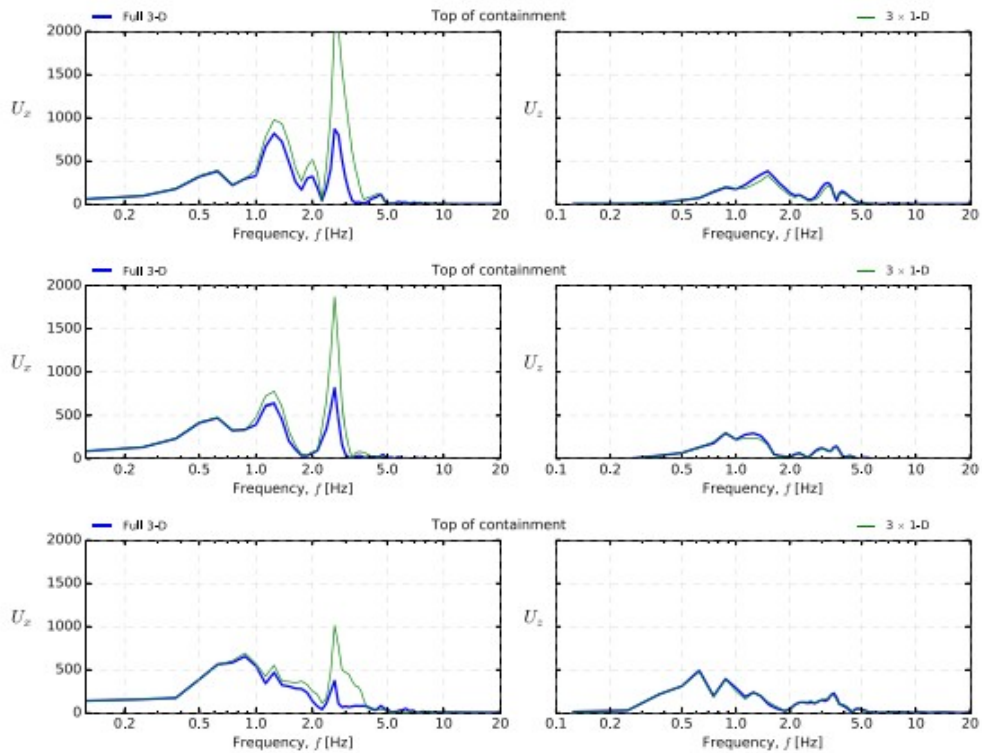 Full 3-D Top of containment 3 × 1-D
2000
1500
U_x 1000 U_z
500
0
0.2 0.5 1.0 2.0 5.0 10 20 0.1 0.2 0.5 1.0 2.0 5.0 10 20
Frequency, f [Hz] Frequency, f [Hz]
Full 3-D Top of containment 3 × 1-D
2000
1500
U_x 1000 U_z
500
0
0.2 0.5 1.0 2.0 5.0 10 20 0.1 0.2 0.5 1.0 2.0 5.0 10 20
Frequency, f [Hz] Frequency, f [Hz]
Full 3-D Top of containment 3 × 1-D
2000
1500
U_x 1000 U_z
500
0
0.2 0.5 1.0 2.0 5.0 10 20 0.1 0.2 0.5 1.0 2.0 5.0 10 20
Frequency, f [Hz] Frequency, f [Hz]